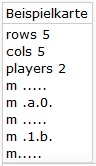 Beispielkarte
rows 5
cols 5
players 2
m .....
m .a.0.
m .....
m .1.b.
m.....